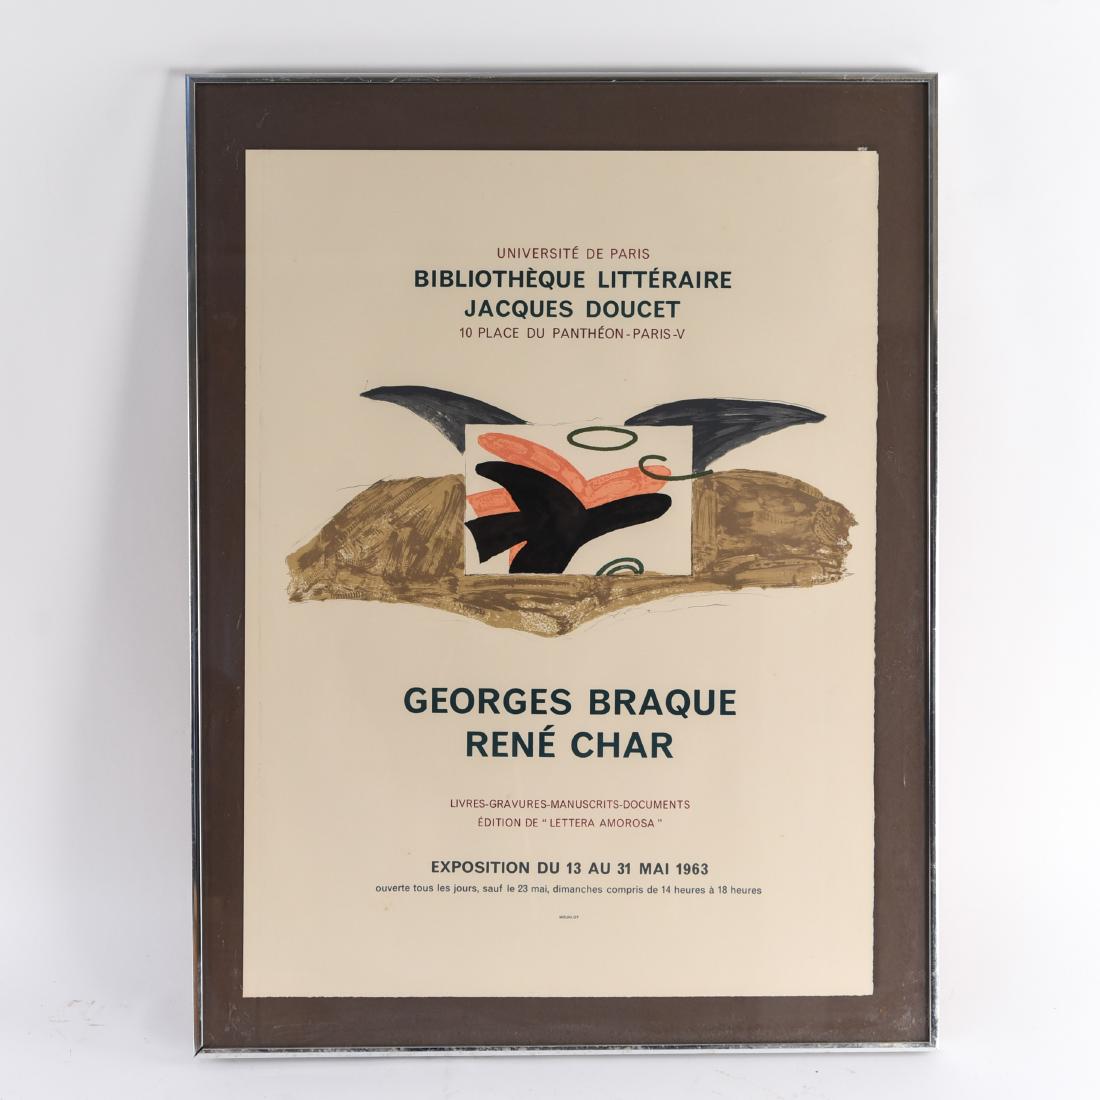 UNIVERSITÉ DE PARIS
BIBLIOTHÈQUE LITTÉRAIRE
JACQUES DOUCET
10 PLACE DU PANTHÉON-PARIS-V
GEORGES BRAQUE
RENÉ CHAR
LIVRES-GRAVURES-MANUSCRITS-DOCUMENTS
ÉDITION DE " LETTERA AMOROSA "
EXPOSITION DU 13 AU 31 MAI 1963
ouverte tous les jours, sauf le 23 mai, dimanches compris de 14 heures à 18 heures
MOURLOT